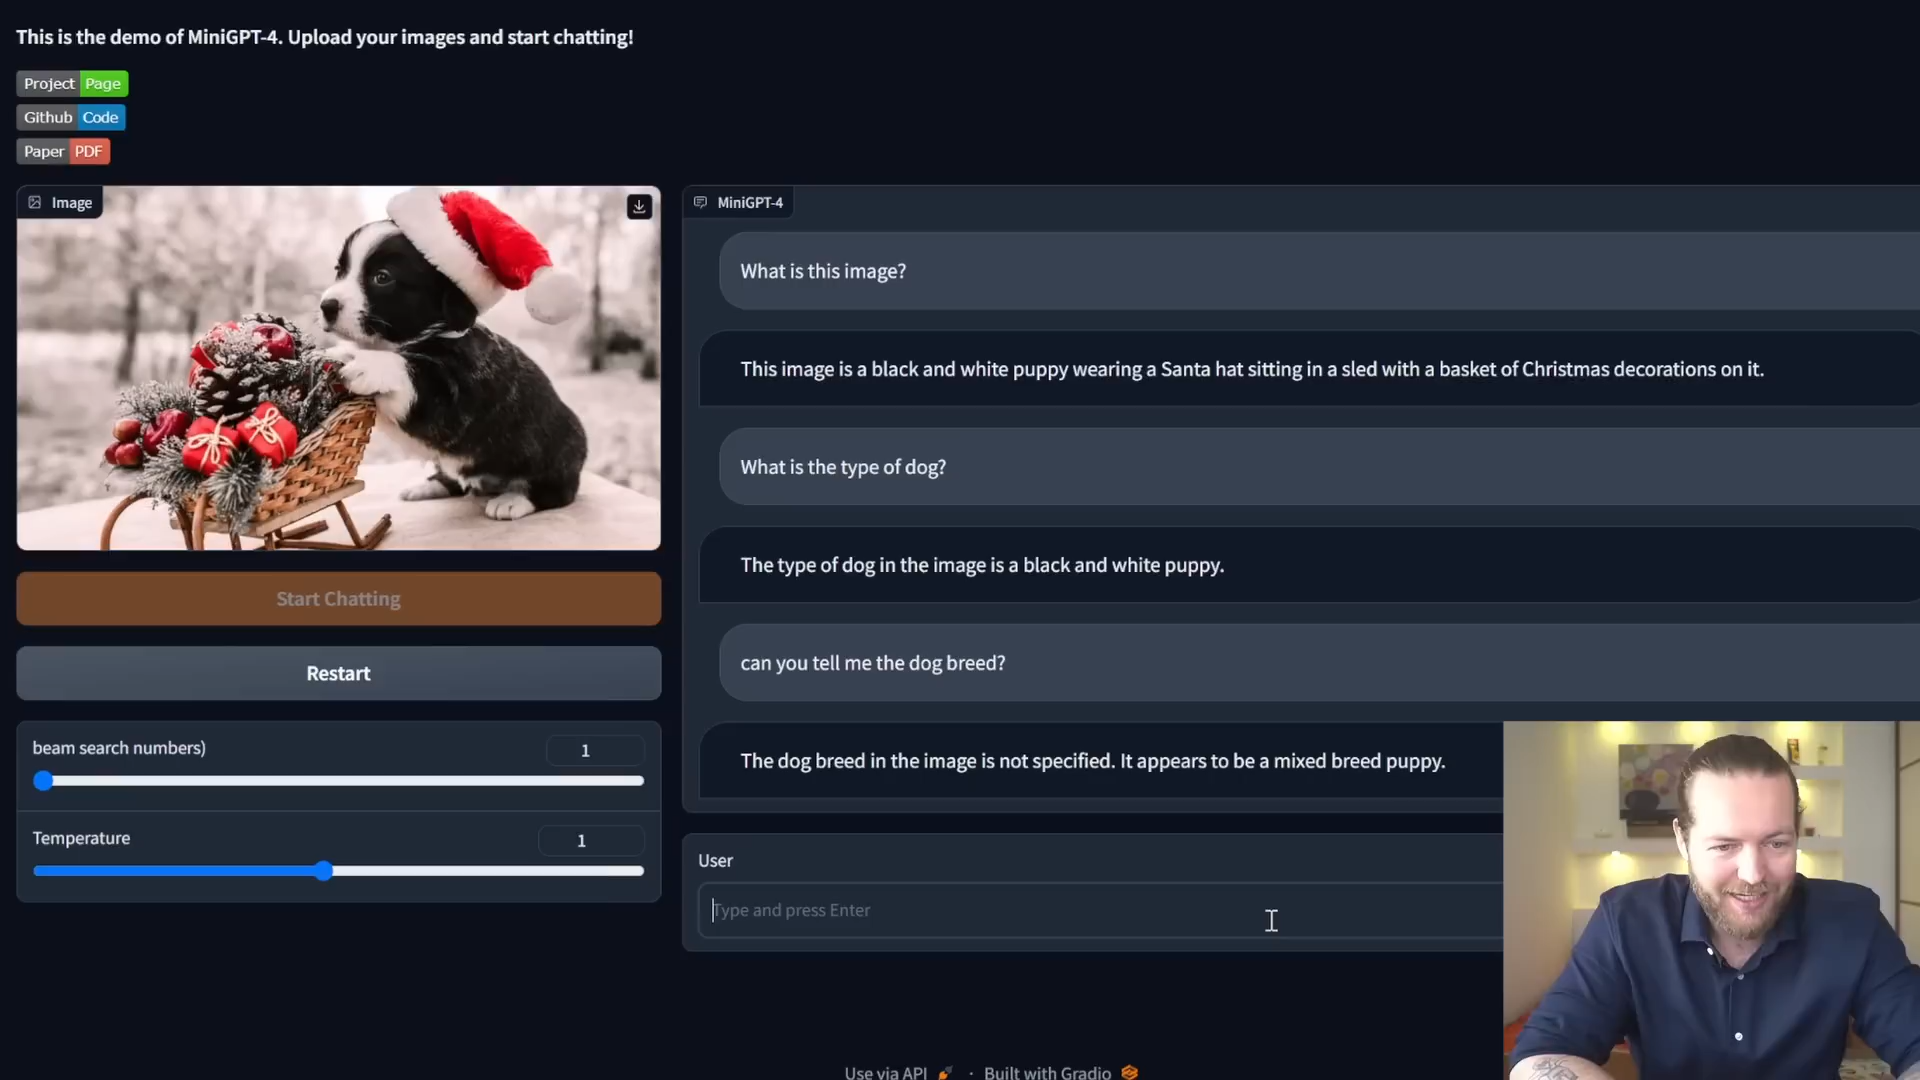 This is the demo of MiniGPT-4. Upload your images and start chatting!
Project Page
Github Code
Paper PDF
Image
MiniGPT-4
What is this image?
This image is a black and white puppy wearing a Santa hat sitting in a sled with a basket of Christmas decorations on it.
What is the type of dog?
The type of dog in the image is a black and white puppy.
can you tell me the dog breed?
The dog breed in the image is not specified. It appears to be a mixed breed puppy.
Start Chatting
Restart
beam search numbers) 1
Temperature 1
User
Type and press Enter
Use via API · Built with Gradio